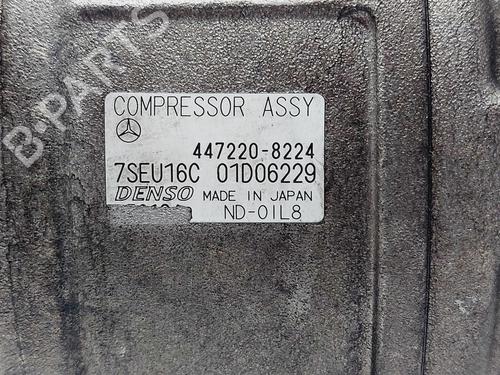 B-PARTS
COMPRESSOR ASSY
447220-8224
7SEU16C 01D06229
DENSO MADE IN JAPAN
ND-OIL8